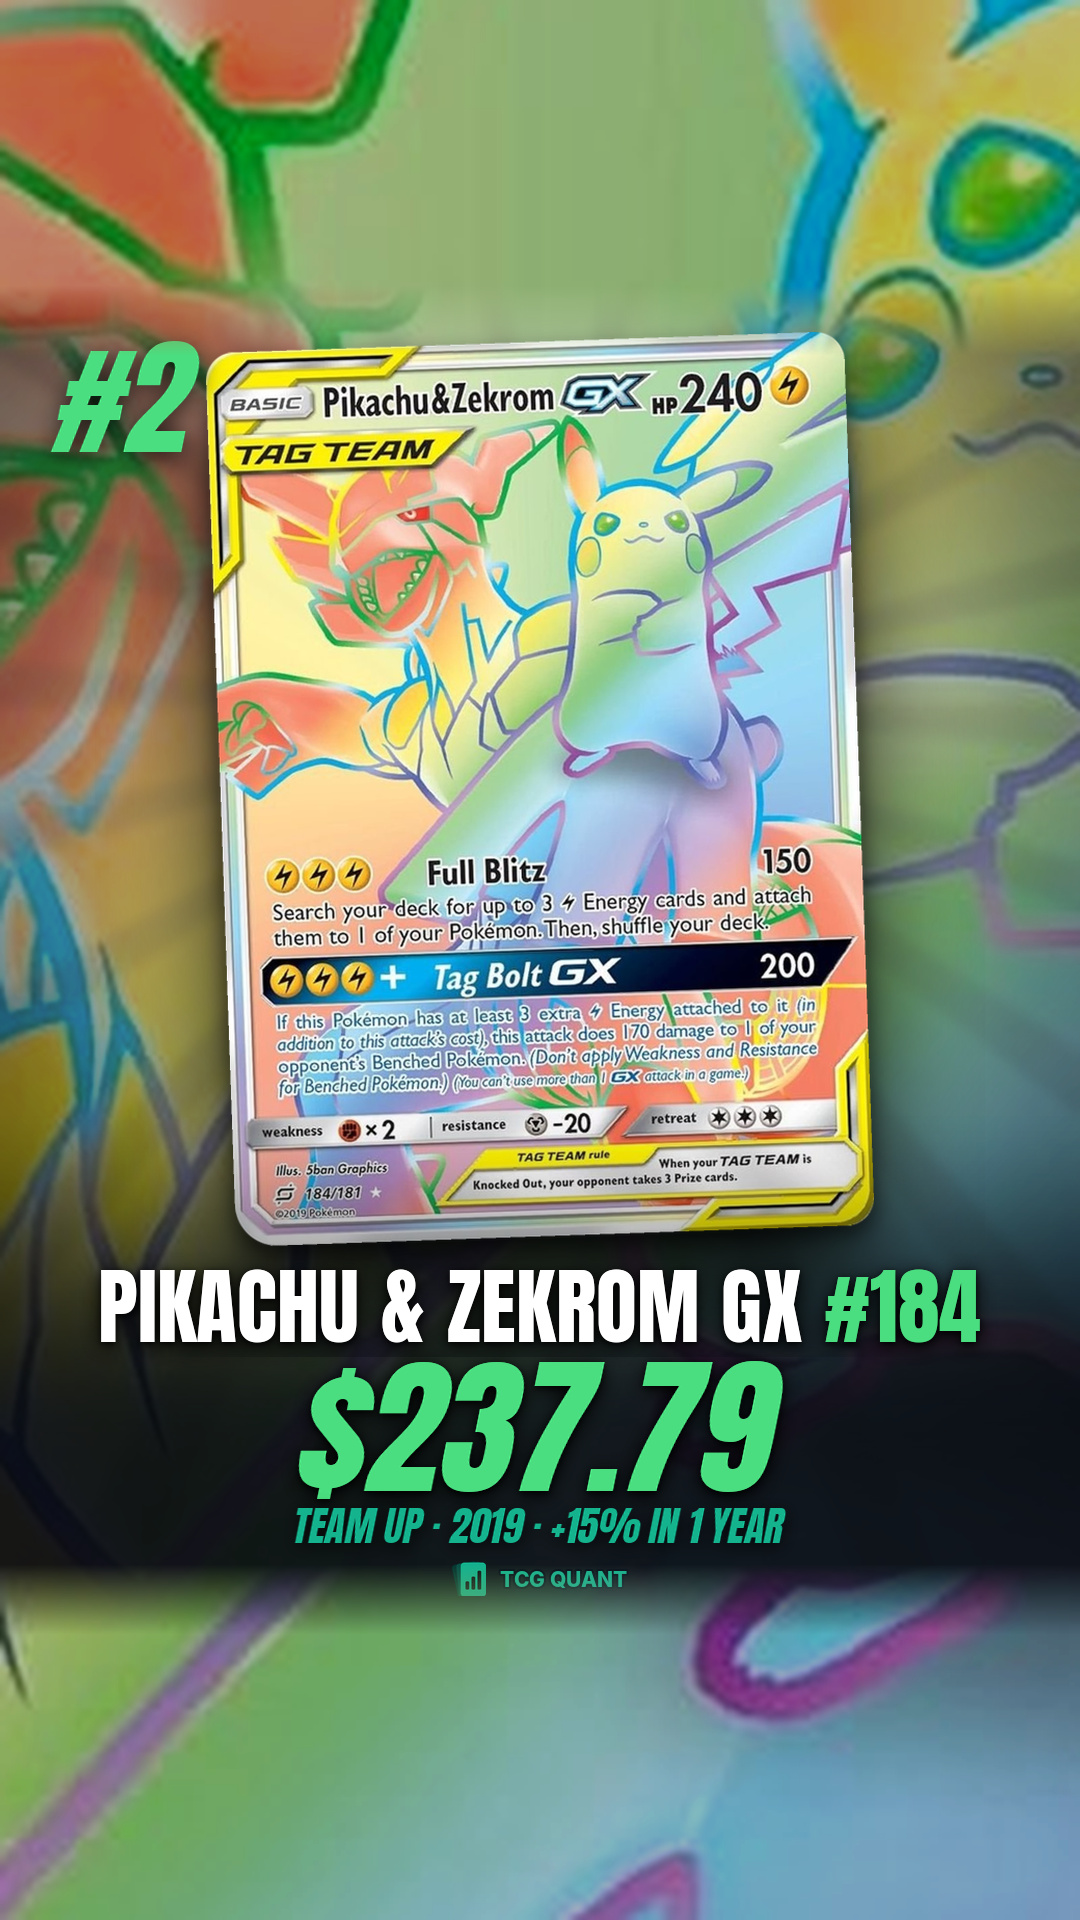 #2
BASIC Pikachu&Zekrom GX HP 240
TAG TEAM
Full Blitz 150
Search your deck for up to 3 Energy cards and attach
them to 1 of your Pokémon. Then, shuffle your deck.
+ Tag Bolt GX 200
If this Pokémon has at least 3 extra Energy attached to it (in
addition to this attack's cost), this attack does 170 damage to 1 of your
opponent's Benched Pokémon. (Don't apply Weakness and Resistance
for Benched Pokémon.) (You can't use more than 1 GX attack in a game.)
weakness ×2 resistance -20 retreat
TAG TEAM rule
When your TAG TEAM is
Knocked Out, your opponent takes 3 Prize cards.
Illus. 5ban Graphics
184/181 ★
©2019 Pokémon
PIKACHU & ZEKROM GX #184
$237.79
TEAM UP · 2019 · +15% IN 1 YEAR
TCG QUANT